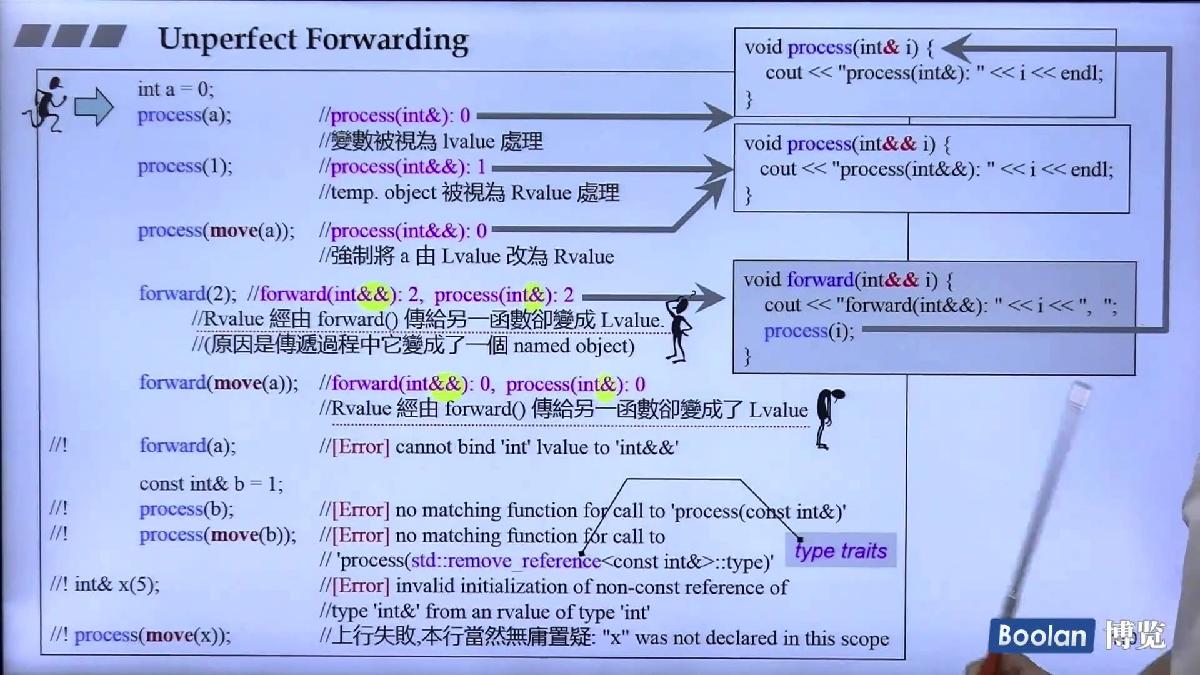 Unperfect Forwarding
int a = 0;
process(a); //process(int&): 0
//變數被視為 lvalue 處理
process(1); //process(int&&): 1
//temp. object 被視為 Rvalue 處理
process(move(a)); //process(int&&): 0
//強制將 a 由 Lvalue 改為 Rvalue
forward(2); //forward(int&&): 2, process(int&): 2
//Rvalue 經由 forward() 傳給另一函數卻變成 Lvalue.
//(原因是傳遞過程中它變成了一個 named object)
forward(move(a)); //forward(int&&): 0, process(int&): 0
//Rvalue 經由 forward() 傳給另一函數卻變成了 Lvalue
//! forward(a); //[Error] cannot bind 'int' lvalue to 'int&&'
const int& b = 1;
//! process(b); //[Error] no matching function for call to 'process(const int&)'
//! process(move(b)); //[Error] no matching function for call to
// 'process(std::remove_reference<const int&>::type)'
//! int& x(5); //[Error] invalid initialization of non-const reference of
//type 'int&' from an rvalue of type 'int'
//! process(move(x)); //上行失敗,本行當然無庸置疑: "x" was not declared in this scope
void process(int& i) {
cout << "process(int&): " << i << endl;
}
void process(int&& i) {
cout << "process(int&&): " << i << endl;
}
void forward(int&& i) {
cout << "forward(int&&): " << i << ", ";
process(i);
}
type traits
Boolan 博览